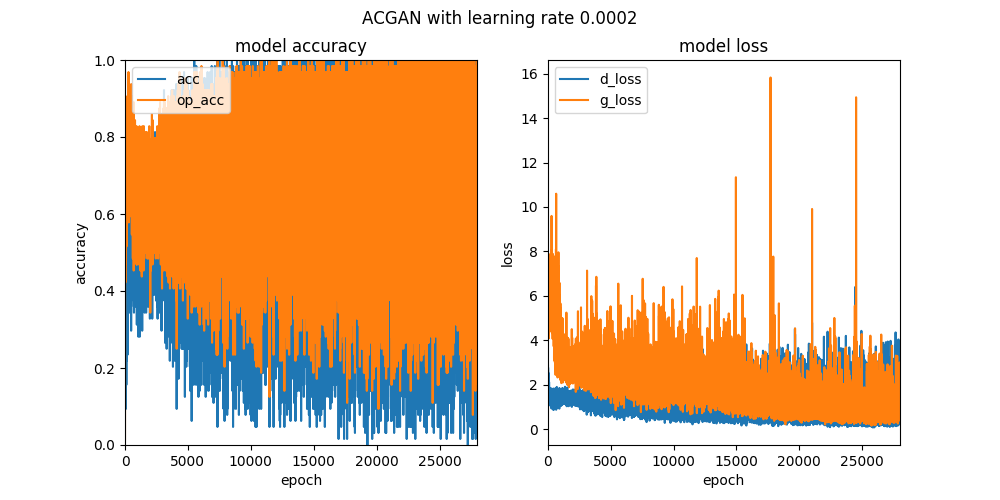 ACGAN with learning rate 0.0002
model accuracy
acc
op_acc
accuracy
1.0
0.8
0.6
0.4
0.2
0.0
0 5000 10000 15000 20000 25000
epoch
model loss
d_loss
g_loss
loss
16
14
12
10
8
6
4
2
0
0 5000 10000 15000 20000 25000
epoch